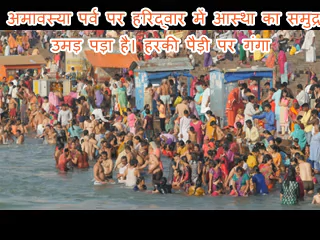 अमावस्या पर्व पर हरिद्वार में आस्था का समुद्र
उमड़ पड़ा है। हरकी पैड़ी पर गंगा